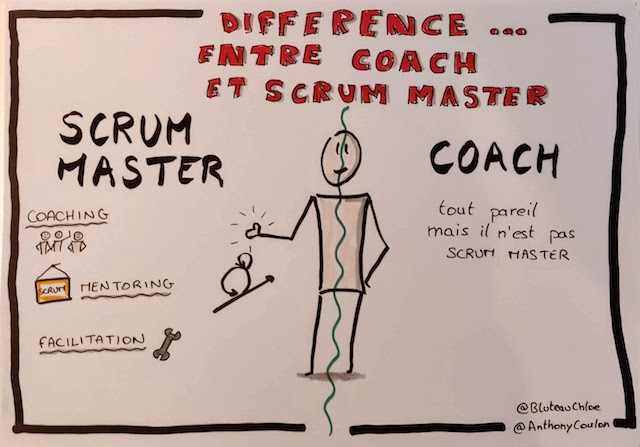 DIFFERENCE ...
ENTRE COACH
ET SCRUM MASTER
SCRUM
MASTER
COACHING
SCRUM
MENTORING
FACILITATION
COACH
tout pareil
mais il n'est pas
SCRUM MASTER
@BluteauChloe
@AnthonyCoulon